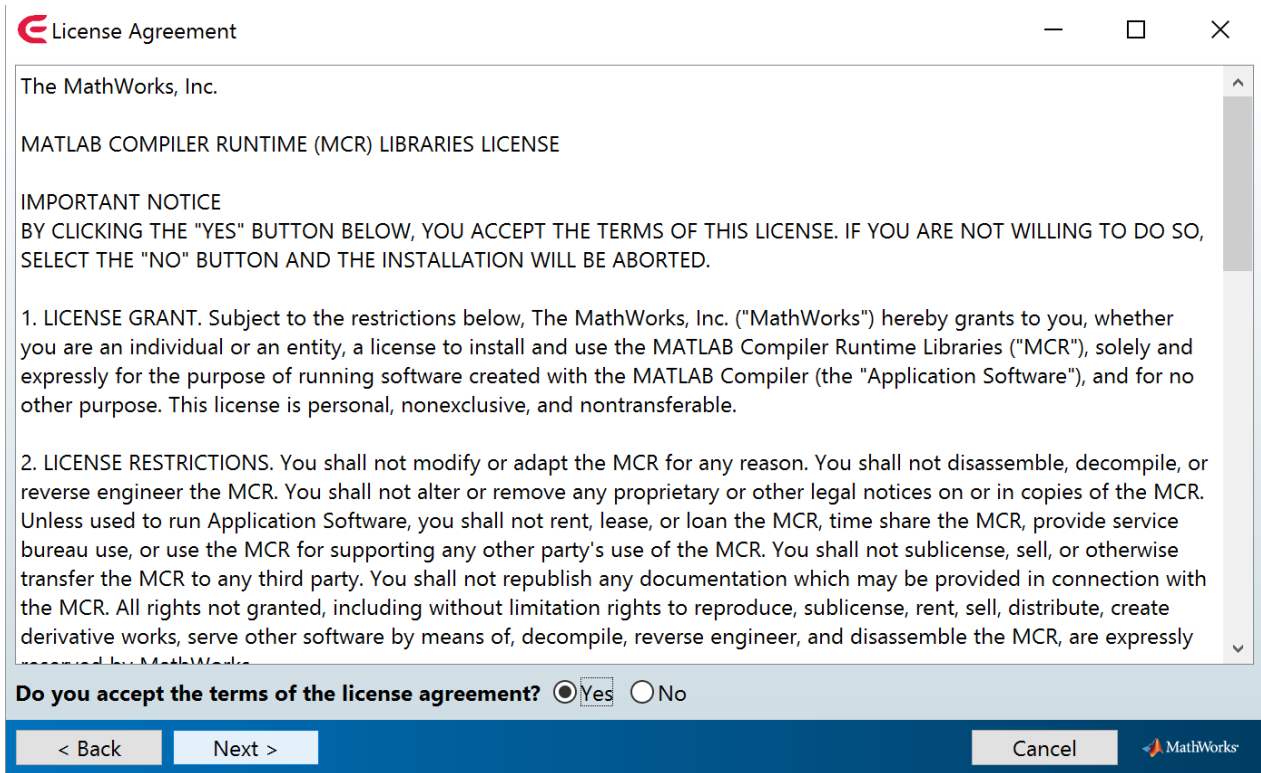 License Agreement
The MathWorks, Inc.
MATLAB COMPILER RUNTIME (MCR) LIBRARIES LICENSE
IMPORTANT NOTICE
BY CLICKING THE "YES" BUTTON BELOW, YOU ACCEPT THE TERMS OF THIS LICENSE. IF YOU ARE NOT WILLING TO DO SO,
SELECT THE "NO" BUTTON AND THE INSTALLATION WILL BE ABORTED.
1. LICENSE GRANT. Subject to the restrictions below, The MathWorks, Inc. ("MathWorks") hereby grants to you, whether
you are an individual or an entity, a license to install and use the MATLAB Compiler Runtime Libraries ("MCR"), solely and
expressly for the purpose of running software created with the MATLAB Compiler (the "Application Software"), and for no
other purpose. This license is personal, nonexclusive, and nontransferable.
2. LICENSE RESTRICTIONS. You shall not modify or adapt the MCR for any reason. You shall not disassemble, decompile, or
reverse engineer the MCR. You shall not alter or remove any proprietary or other legal notices on or in copies of the MCR.
Unless used to run Application Software, you shall not rent, lease, or loan the MCR, time share the MCR, provide service
bureau use, or use the MCR for supporting any other party's use of the MCR. You shall not sublicense, sell, or otherwise
transfer the MCR to any third party. You shall not republish any documentation which may be provided in connection with
the MCR. All rights not granted, including without limitation rights to reproduce, sublicense, rent, sell, distribute, create
derivative works, serve other software by means of, decompile, reverse engineer, and disassemble the MCR, are expressly
reserved by MathWorks
Do you accept the terms of the license agreement? Yes No
< Back Next > Cancel MathWorks